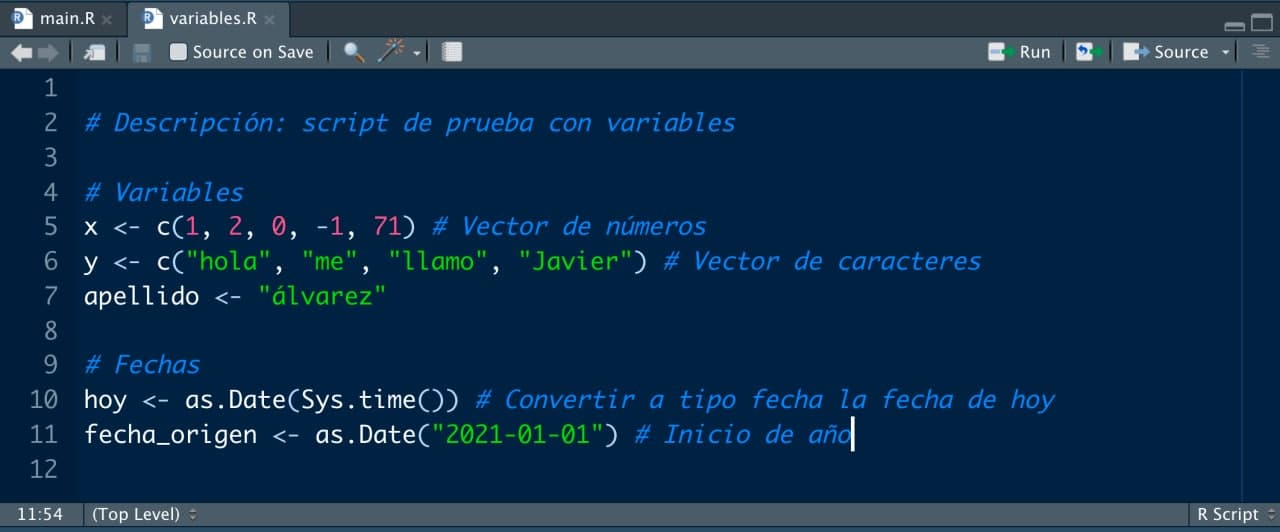 main.R
variables.R
Source on Save
Run
Source
1
2 # Descripción: script de prueba con variables
3
4 # Variables
5 x <- c(1, 2, 0, -1, 71) # Vector de números
6 y <- c("hola", "me", "llamo", "Javier") # Vector de caracteres
7 apellido <- "álvarez"
8
9 # Fechas
10 hoy <- as.Date(Sys.time()) # Convertir a tipo fecha la fecha de hoy
11 fecha_origen <- as.Date("2021-01-01") # Inicio de año
12
11:54 (Top Level) R Script